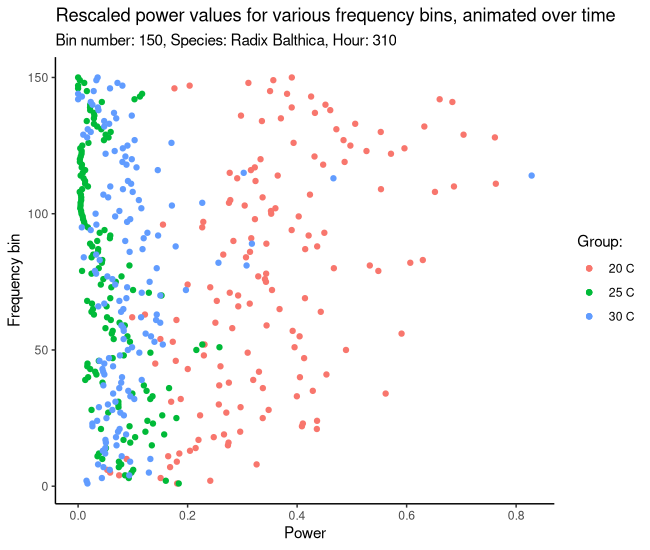 Rescaled power values for various frequency bins, animated over time
Bin number: 150, Species: Radix Balthica, Hour: 310
150
100
50
0
Frequency bin
0.0 0.2 0.4 0.6 0.8
Power
Group:
20 C
25 C
30 C